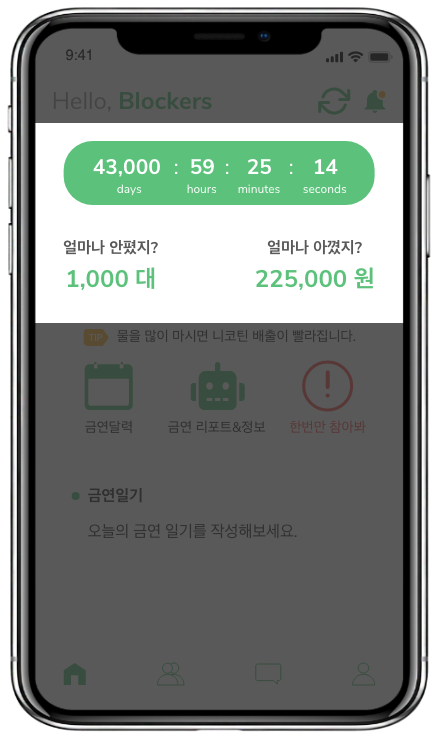 9:41
Hello, Blockers
43,000 : 59 : 25 : 14
days hours minutes seconds
얼마나 안폈지? 얼마나 아꼈지?
1,000 대 225,000 원
TIP 물을 많이 마시면 니코틴 배출이 빨라집니다.
금연달력 금연 리포트&정보 한번만 참아봐
금연일기
오늘의 금연 일기를 작성해보세요.